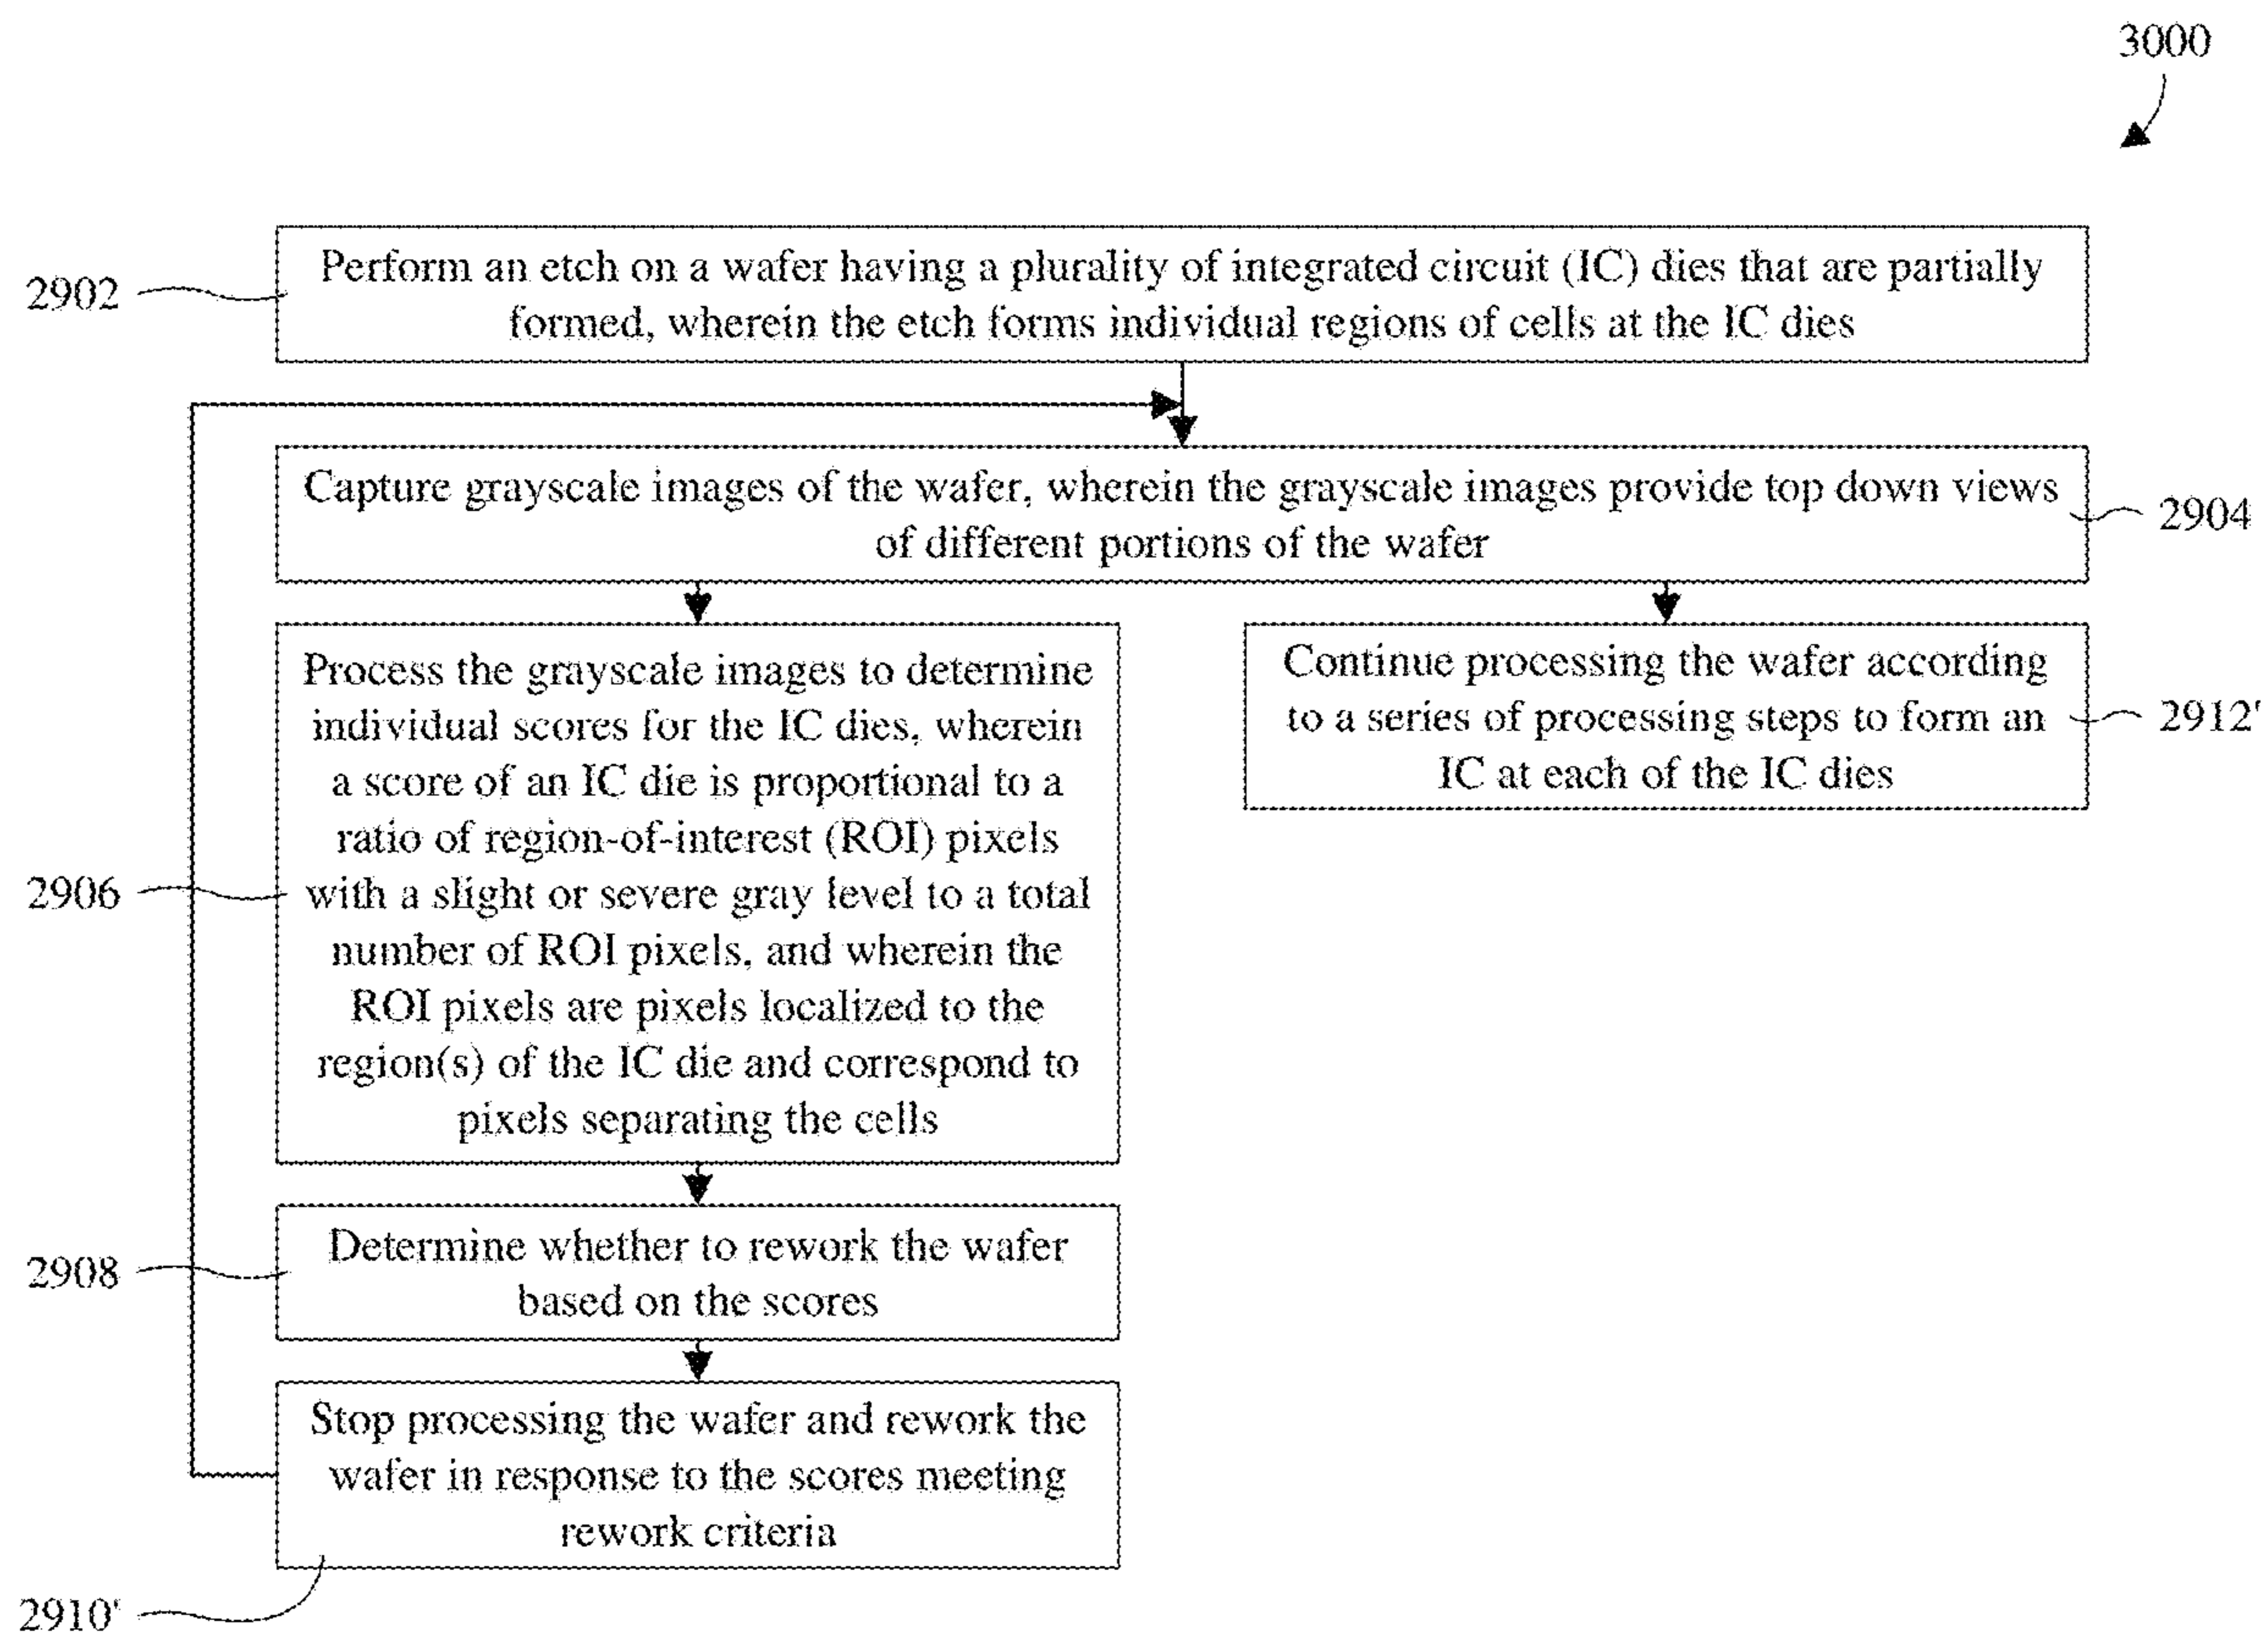 3000
2902
Perform an etch on a wafer having a plurality of integrated circuit (IC) dies that are partially
formed, wherein the etch forms individual regions of cells at the IC dies
Capture grayscale images of the wafer, wherein the grayscale images provide top down views
of different portions of the wafer
2904
2906
Process the grayscale images to determine
individual scores for the IC dies, wherein
a score of an IC die is proportional to a
ratio of region-of-interest (ROI) pixels
with a slight or severe gray level to a total
number of ROI pixels, and wherein the
ROI pixels are pixels localized to the
region(s) of the IC die and correspond to
pixels separating the cells
Continue processing the wafer according
to a series of processing steps to form an
IC at each of the IC dies
2912'
2908
Determine whether to rework the wafer
based on the scores
Stop processing the wafer and rework the
wafer in response to the scores meeting
rework criteria
2910'